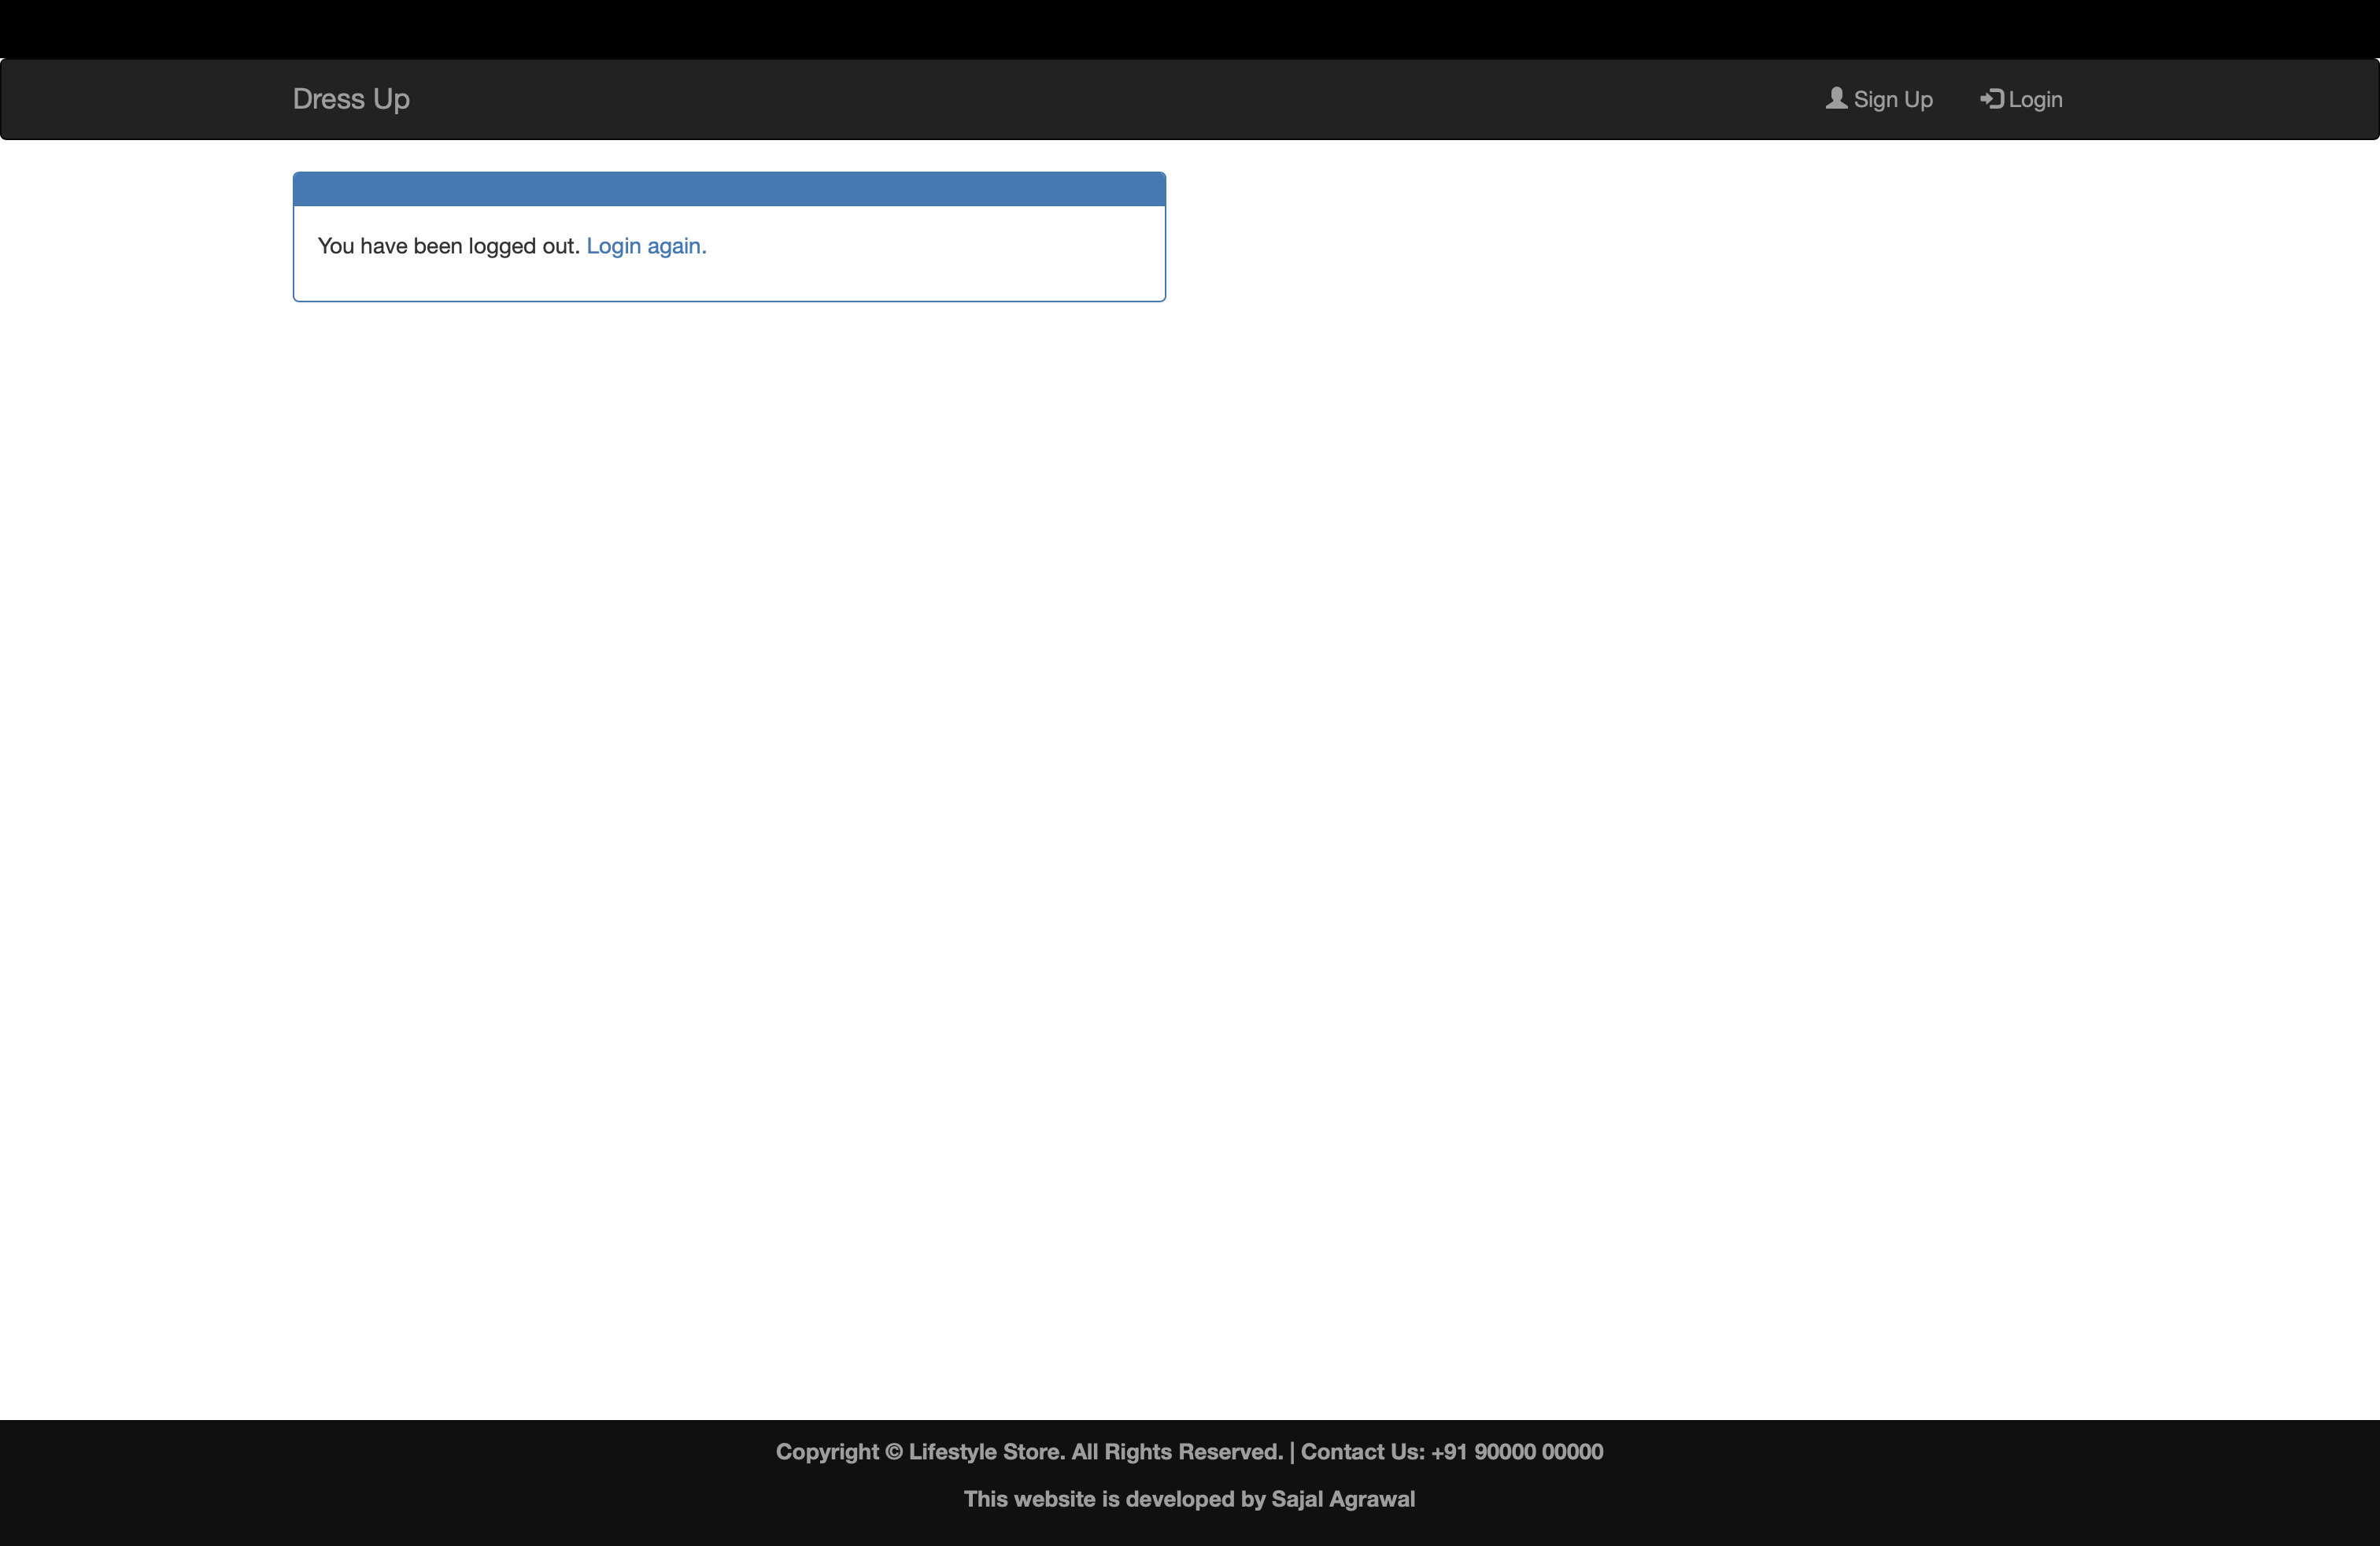 Dress Up
Sign Up
Login
You have been logged out. Login again.
Copyright © Lifestyle Store. All Rights Reserved. | Contact Us: +91 90000 00000
This website is developed by Sajal Agrawal